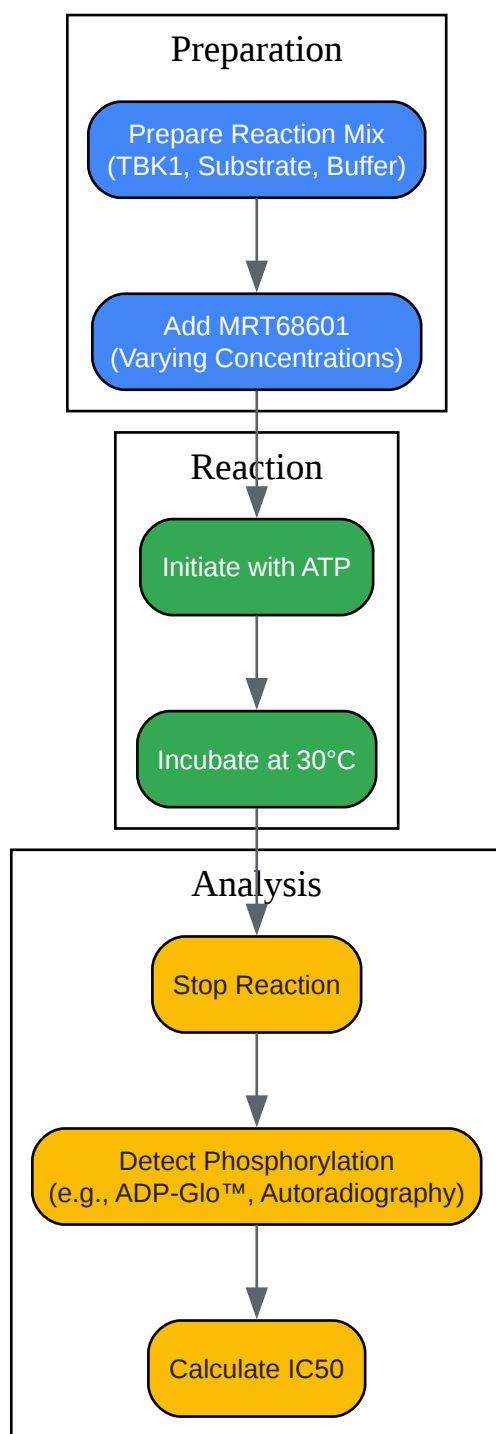 Preparation
Prepare Reaction Mix
(TBK1, Substrate, Buffer)
Add MRT68601
(Varying Concentrations)
Reaction
Initiate with ATP
Incubate at 30°C
Analysis
Stop Reaction
Detect Phosphorylation
(e.g., ADP-Glo™, Autoradiography)
Calculate IC50